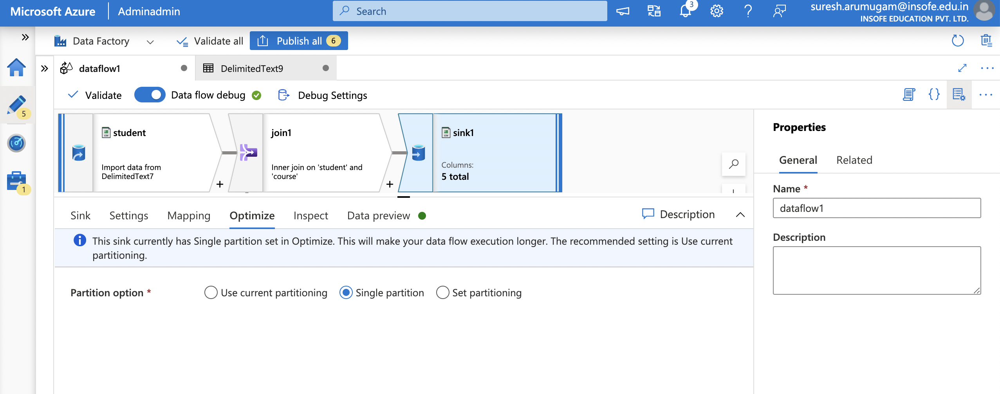 Microsoft Azure
Adminadmin
Search
3
suresh.arumugam@insofe.edu.in
INSOFE EDUCATION PVT. LTD.
Data Factory
Validate all
Publish all 6
dataflow1
DelimitedText9
5
1
Validate
Data flow debug
Debug Settings
student
CSV
Import data from
DelimitedText7
+
join1
Inner join on 'student' and
'course'
+
sink1
CSV
Columns:
5 total
Sink
Settings
Mapping
Optimize
Inspect
Data preview
Description
This sink currently has Single partition set in Optimize. This will make your data flow execution longer. The recommended setting is Use current
partitioning.
Partition option *
Use current partitioning
Single partition
Set partitioning
Properties
General
Related
Name *
dataflow1
Description